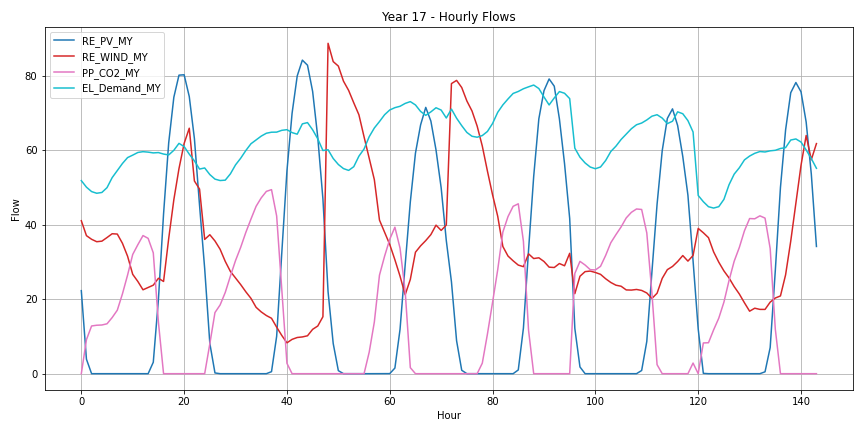 Year 17 - Hourly Flows
RE_PV_MY
RE_WIND_MY
PP_CO2_MY
EL_Demand_MY
Flow
80
60
40
20
0
0 20 40 60 80 100 120 140
Hour